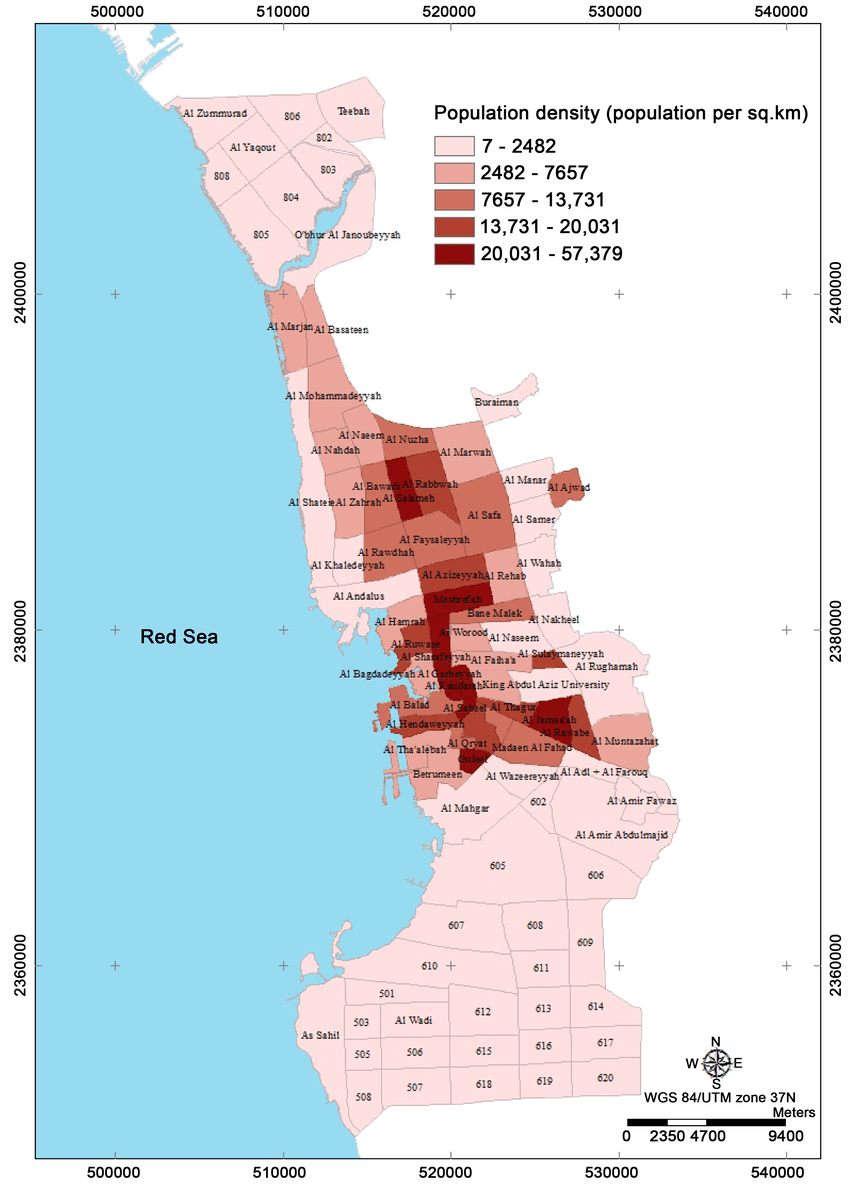 500000 510000 520000 530000 540000
Population density (population per sq.km)
7 - 2482
2482 - 7657
7657 - 13,731
13,731 - 20,031
20,031 - 57,379
Al Zummurad
806
Teebah
802
Al Yaqout
803
808
804
805
O'bhur Al Janoubeyyah
2400000
2400000
Al Marjan
Al Basateen
Al Mohammadeyyah
Buraiman
Al Naeem
Al Nuzha
Al Nahdah
Al Marwah
Al Manar
Al Ajwad
Al Bawadi
Al Rabbwah
Al Salameh
Al Shateie
Al Zahrah
Al Safa
Al Samer
Al Faysaleyyah
Al Rawdhah
Al Khaledeyyah
Al Wahah
Al Azizeyyah
Al Rehab
Al Andalus
Meshrefah
Bane Malek
Al Nakheel
Al Hamrah
Al Worood
Al Naseem
2380000
2380000
Red Sea
Al Ruwaes
Al Sharafeyyah
Al Fatha'a
Al Sulaymaneyyah
Al Rughamah
Al Bagdadeyyah
Al Garbeyyah
Al Kandarah
King Abdul Aziz University
Al Balad
Al Sabeel
Al Thagur
Al Jameeah
Al Hendaweyyah
Al Rawabe
Al Muntazahat
Al Qryat
Madaen Al Fahad
Al Tha'alebah
Guleel
Betrumeen
Al Wazeereyyah
Al Adl + Al Farouq
Al Mahgar
602
Al Amir Fawaz
Al Amir Abdulmajid
605
606
607
608
609
610
611
2360000
2360000
501
612
613
614
503
Al Wadi
As Sahil
505
506
615
616
617
508
507
618
619
620
N
W E
S
WGS 84/UTM zone 37N
Meters
0 2350 4700 9400
500000 510000 520000 530000 540000